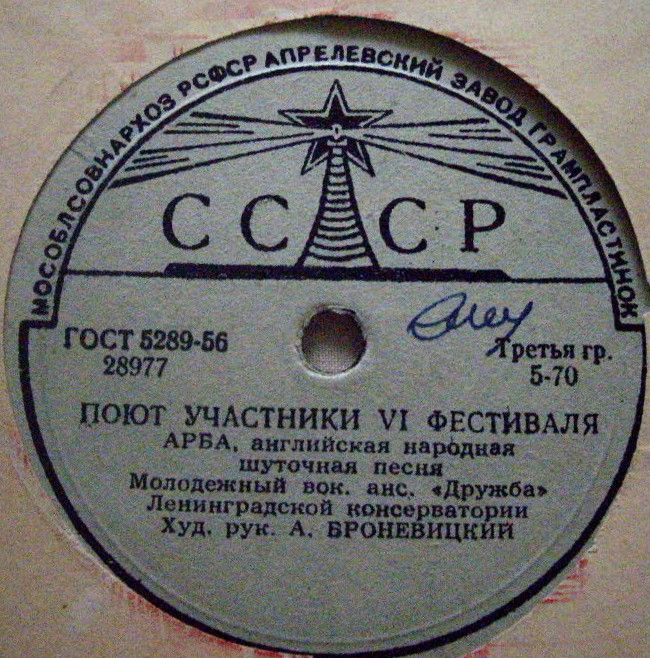 МОСОБЛСОВНАРХОЗ РСФСР АПРЕЛЕВСКИЙ ЗАВОД ГРАМПЛАСТИНОК
СССР
ГОСТ 5289-56
28977
Третья гр.
5-70
ПОЮТ УЧАСТНИКИ VI ФЕСТИВАЛЯ
АРБА, английская народная
шуточная песня
Молодежный вок. анс. «Дружба»
Ленинградской консерватории
Худ. рук. А. БРОНЕВИЦКИЙ